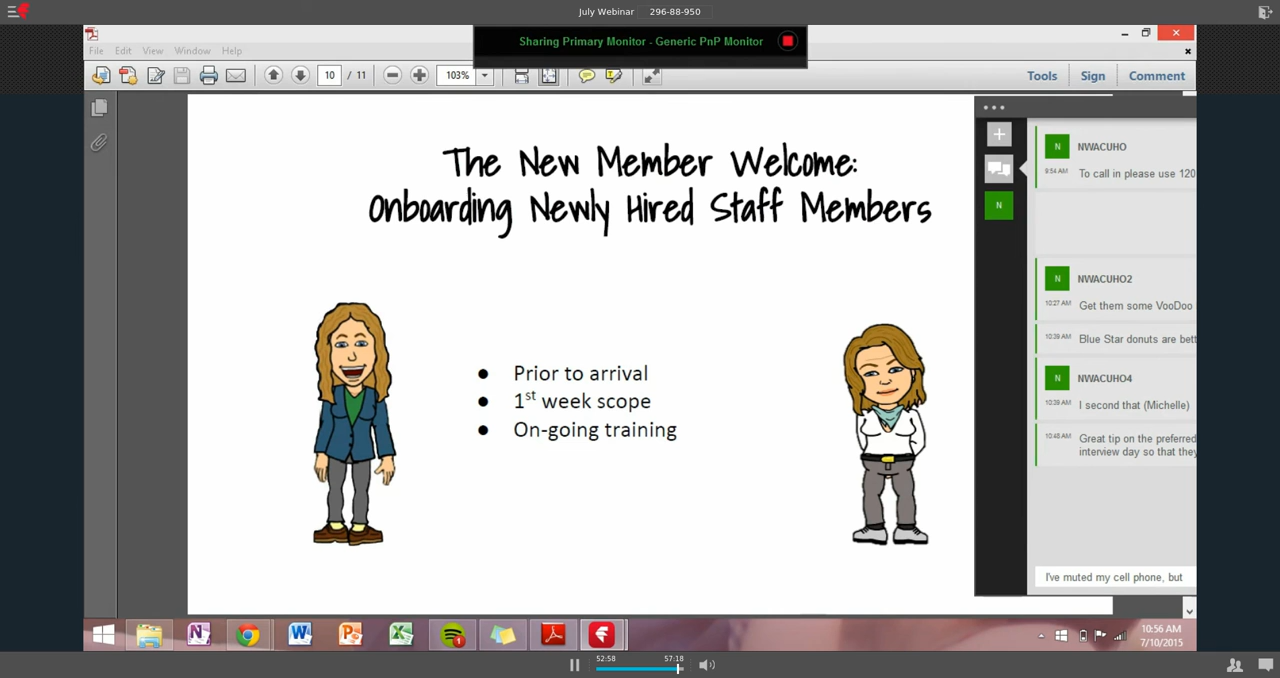 July Webinar 296-88-950
Sharing Primary Monitor - Generic PnP Monitor
File Edit View Window Help
10 / 11 103% Tools Sign Comment
The New Member Welcome:
Onboarding Newly Hired Staff Members
● Prior to arrival
● 1st week scope
● On-going training
N NWACUHO
9:54 AM To call in please use 120
N
N NWACUHO2
10:27 AM Get them some VooDoo
10:39 AM Blue Star donuts are bett
N NWACUHO4
10:39 AM I second that (Michelle)
10:48 AM Great tip on the preferred
interview day so that they
I've muted my cell phone, but
10:56 AM
7/10/2015
52:58 57:18